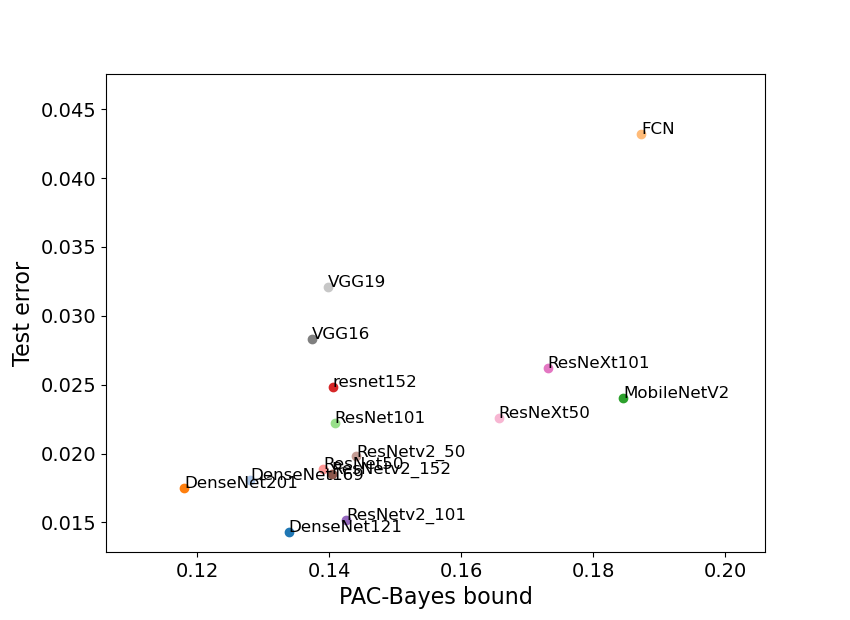 0.045
0.040
0.035
0.030
0.025
0.020
0.015
Test error
FCN
VGG19
VGG16
ResNeXt101
resnet152
MobileNetV2
ResNeXt50
ResNet101
ResNetv2_50
ResNet50
ResNetv2_152
DenseNet169
DenseNet201
ResNetv2_101
DenseNet121
0.12
0.14
0.16
0.18
0.20
PAC-Bayes bound